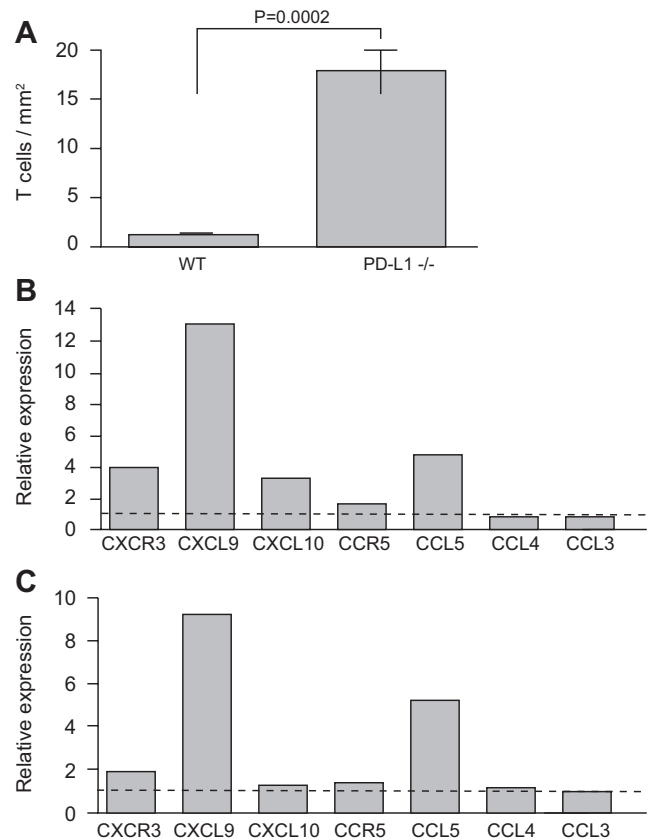 A
P=0.0002
T cells / mm²
20
15
10
5
0
WT PD-L1 -/-
B
Relative expression
14
12
10
8
6
4
2
0
CXCR3 CXCL9 CXCL10 CCR5 CCL5 CCL4 CCL3
C
Relative expression
10
8
6
4
2
0
CXCR3 CXCL9 CXCL10 CCR5 CCL5 CCL4 CCL3